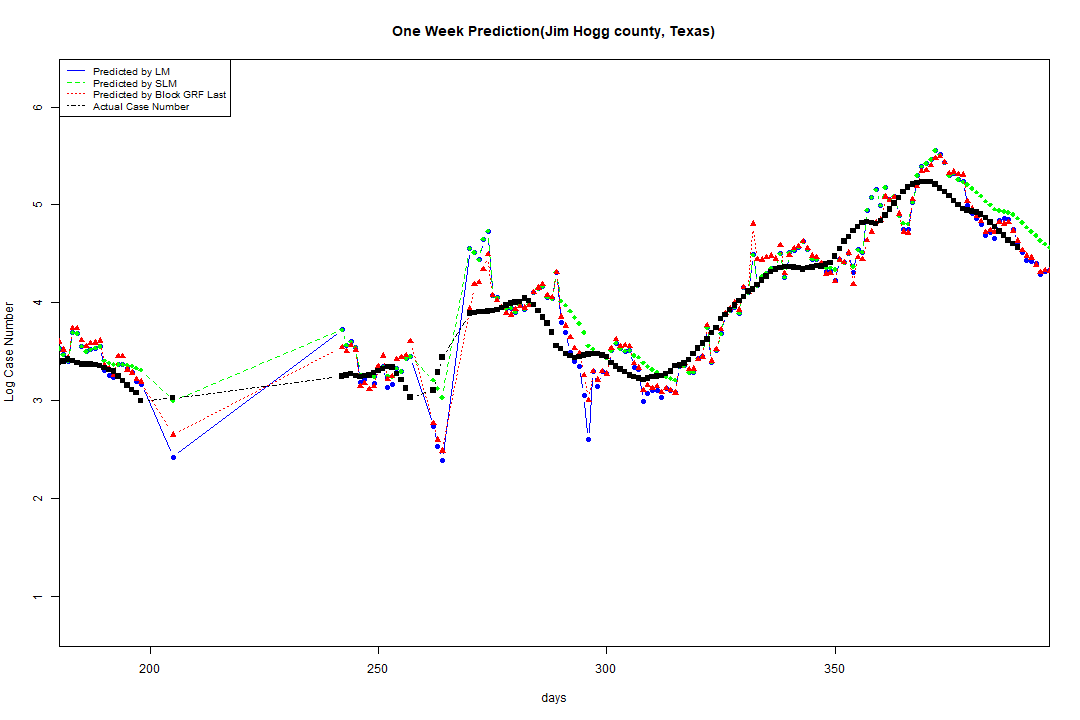 One Week Prediction(Jim Hogg county, Texas)
Predicted by LM
Predicted by SLM
Predicted by Block GRF Last
Actual Case Number
Log Case Number
6
5
4
3
2
1
200 250 300 350
days